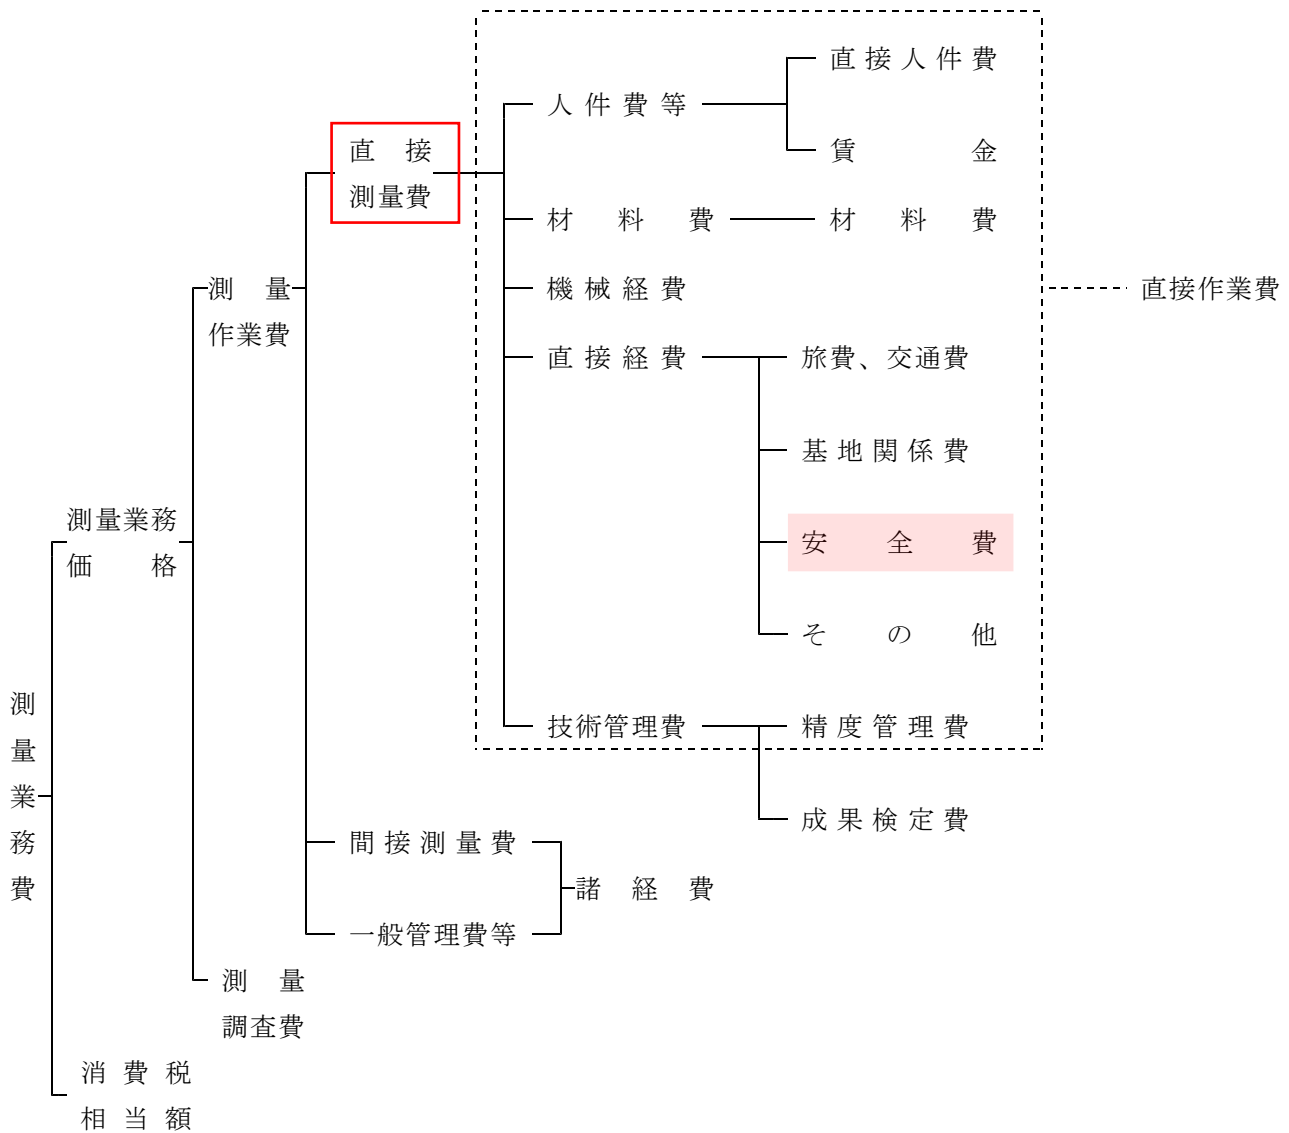 直接人件費
人件費等
賃金
直接
測量費
材料費
材料費
機械経費
直接経費
旅費、交通費
基地関係費
安全費
その他
技術管理費
精度管理費
成果検定費
直接作業費
測量
作業費
測量業務
価格
測量業務費
間接測量費
諸経費
一般管理費等
測量
調査費
消費税
相当額